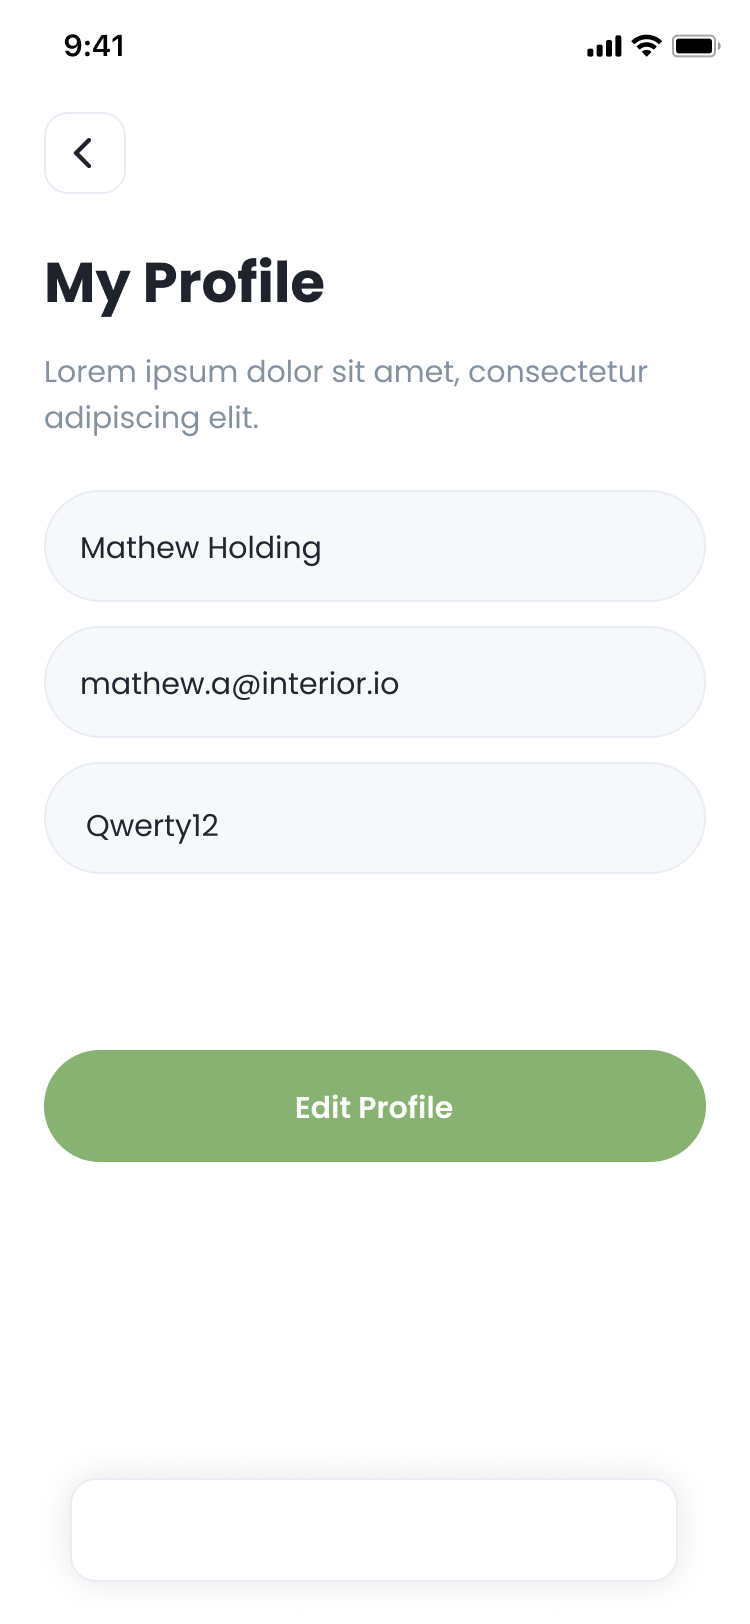 9:41
My Profile
Lorem ipsum dolor sit amet, consectetur
adipiscing elit.
Mathew Holding
mathew.a@interior.io
Qwerty12
Edit Profile